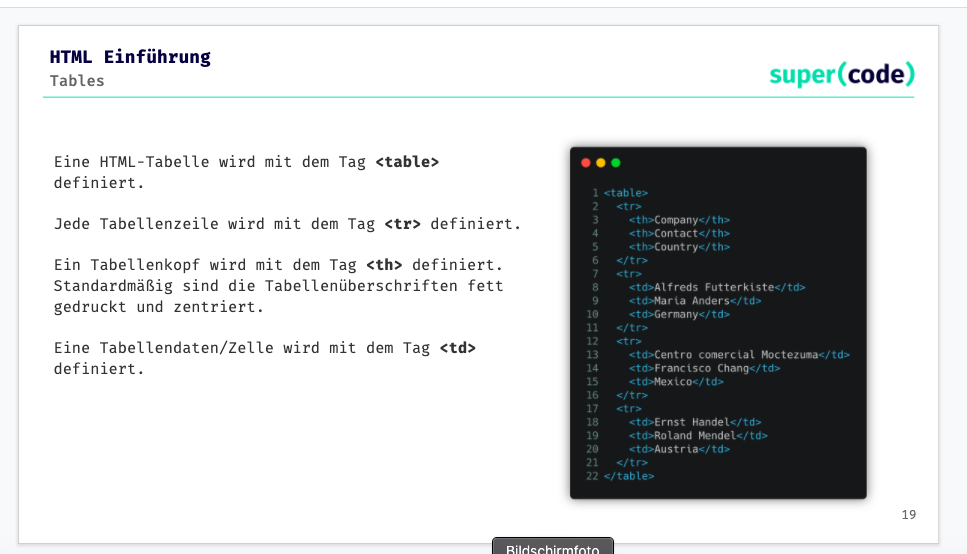 HTML Einführung
Tables
super(code)
Eine HTML-Tabelle wird mit dem Tag <table>
definiert.
Jede Tabellenzeile wird mit dem Tag <tr> definiert.
Ein Tabellenkopf wird mit dem Tag <th> definiert.
Standardmäßig sind die Tabellenüberschriften fett
gedruckt und zentriert.
Eine Tabellendaten/Zelle wird mit dem Tag <td>
definiert.
1 <table>
2   <tr>
3     <th>Company</th>
4     <th>Contact</th>
5     <th>Country</th>
6   </tr>
7   <tr>
8     <td>Alfreds Futterkiste</td>
9     <td>Maria Anders</td>
10     <td>Germany</td>
11   </tr>
12   <tr>
13     <td>Centro comercial Moctezuma</td>
14     <td>Francisco Chang</td>
15     <td>Mexico</td>
16   </tr>
17   <tr>
18     <td>Ernst Handel</td>
19     <td>Roland Mendel</td>
20     <td>Austria</td>
21   </tr>
22 </table>
19
Bildschirmfoto